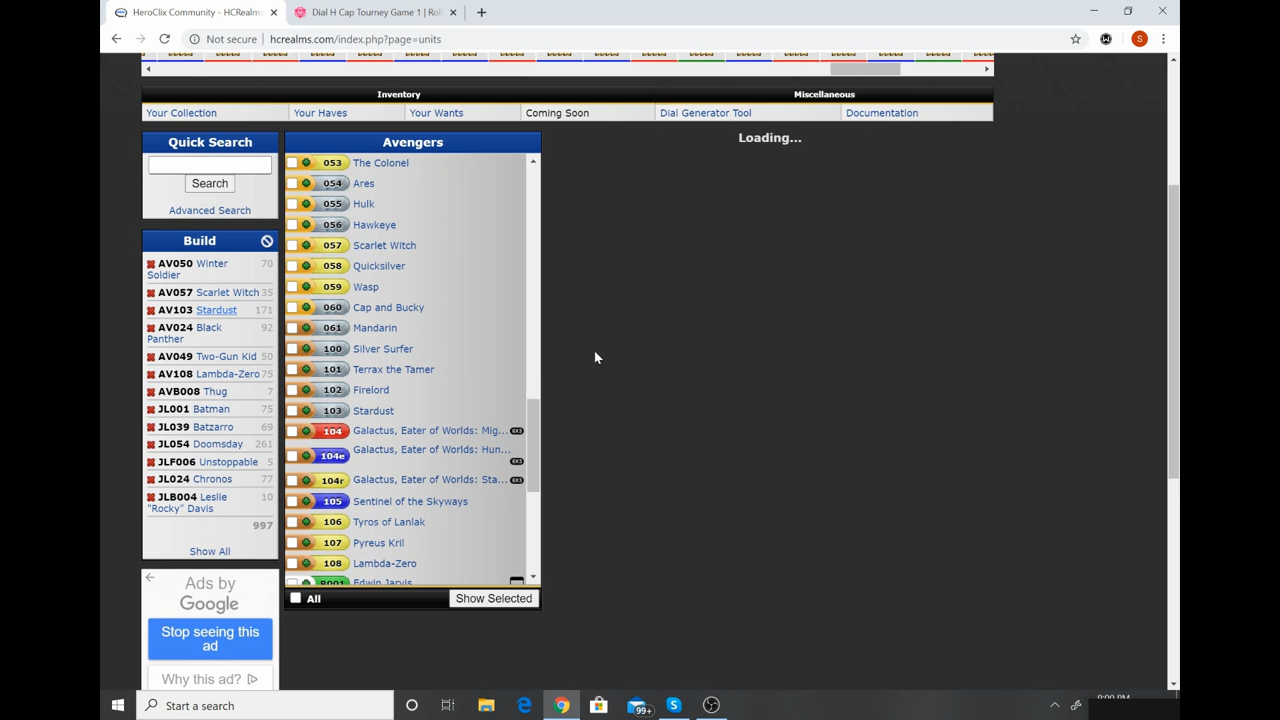 HeroClix Community - HCRealms
Dial H Cap Tourney Game 1 | Roll
Not secure
hcrealms.com/index.php?page=units
Inventory
Miscellaneous
Your Collection
Your Haves
Your Wants
Coming Soon
Dial Generator Tool
Documentation
Quick Search
Search
Advanced Search
Build
AV050 Winter 70
Soldier
AV057 Scarlet Witch 35
AV103 Stardust 171
AV024 Black 92
Panther
AV049 Two-Gun Kid 50
AV108 Lambda-Zero 75
AVB008 Thug 7
JL001 Batman 75
JL039 Batzarro 69
JL054 Doomsday 261
JLF006 Unstoppable 5
JL024 Chronos 77
JLB004 Leslie 10
"Rocky" Davis
997
Show All
Ads by
Google
Stop seeing this
ad
Why this ad?
Avengers
053 The Colonel
054 Ares
055 Hulk
056 Hawkeye
057 Scarlet Witch
058 Quicksilver
059 Wasp
060 Cap and Bucky
061 Mandarin
100 Silver Surfer
101 Terrax the Tamer
102 Firelord
103 Stardust
104 Galactus, Eater of Worlds: Mig...
104e Galactus, Eater of Worlds: Hun...
104r Galactus, Eater of Worlds: Sta...
105 Sentinel of the Skyways
106 Tyros of Lanlak
107 Pyreus Kril
108 Lambda-Zero
Edwin Jarvis
All
Show Selected
Loading...
Start a search
99+